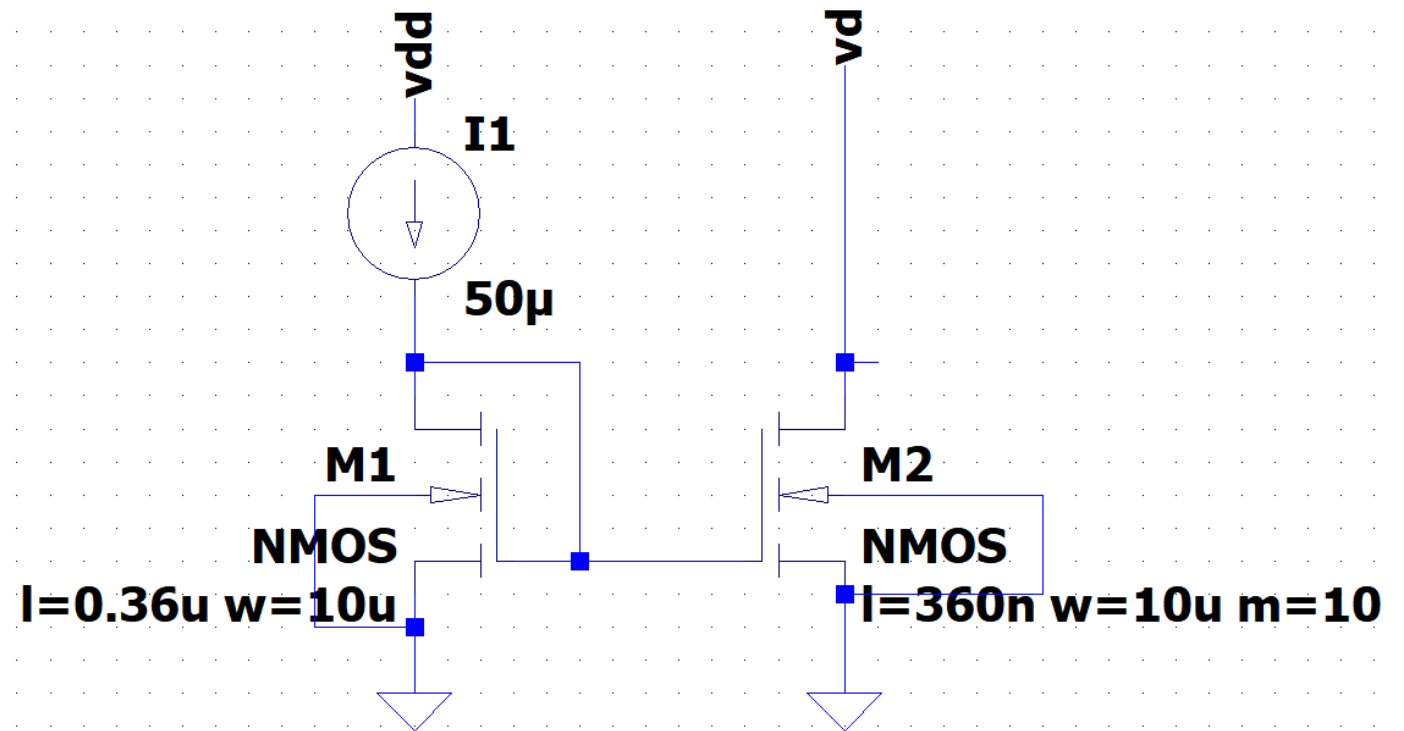 vdd
vd
I1
50µ
M1
M2
NMOS
NMOS
l=0.36u w=10u
l=360n w=10u m=10